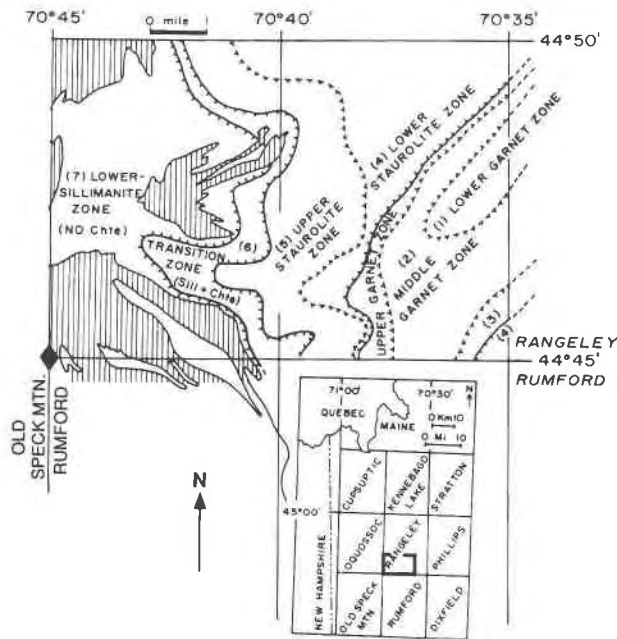 70°45'
70°40'
70°35'
0 mile 1
44°50'
(4) LOWER
STAUROLITE ZONE
(1) LOWER GARNET ZONE
(7) LOWER-
SILLIMANITE
ZONE
(NO Chte)
(5) UPPER
STAUROLITE
ZONE
(6)
TRANSITION
ZONE
(Sill + Chte)
(2)
MIDDLE
GARNET ZONE
UPPER GARNET ZONE
(3)
(4)
RANGELEY
44°45'
RUMFORD
OLD
SPECK MTN.
RUMFORD
N
71°00'
70°30'
N
QUEBEC
MAINE
0 Km 10
0 Mi 10
CUPSUPTIC
KENNEBAGO
LAKE
STRATTON
45°00'
OQUOSSOC
RANGELEY
PHILLIPS
NEW HAMPSHIRE
OLD SPECK
MTN
RUMFORD
DIXFIELD